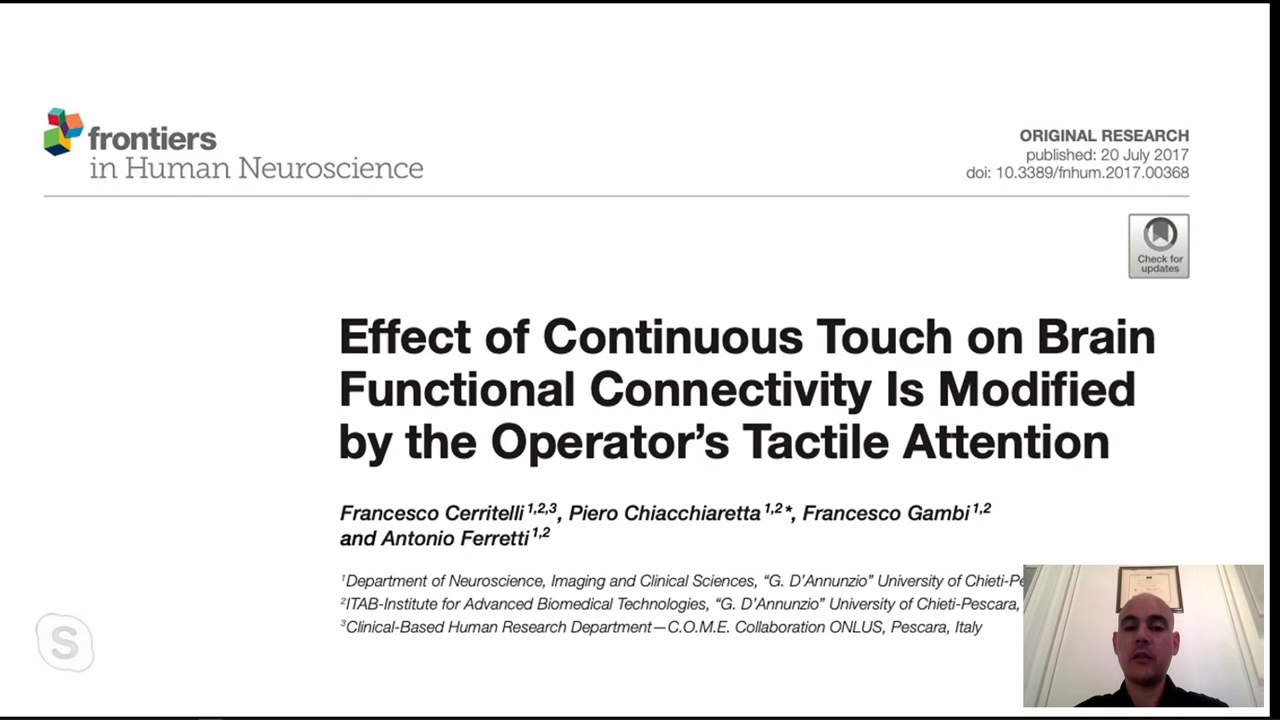 frontiers
in Human Neuroscience
ORIGINAL RESEARCH
published: 20 July 2017
doi: 10.3389/fnhum.2017.00368
Check for
updates
Effect of Continuous Touch on Brain
Functional Connectivity Is Modified
by the Operator’s Tactile Attention
Francesco Cerritelli 1,2,3, Piero Chiacchiaretta 1,2*, Francesco Gambi 1,2
and Antonio Ferretti 1,2
1Department of Neuroscience, Imaging and Clinical Sciences, “G. D’Annunzio” University of
2ITAB-Institute for Advanced Biomedical Technologies, “G. D’Annunzio” University of Chieti-Pescara,
3Clinical-Based Human Research Department—C.O.M.E. Collaboration ONLUS, Pescara, Italy
S